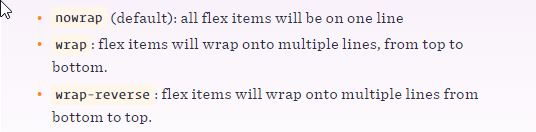 • nowrap (default): all flex items will be on one line
• wrap : flex items will wrap onto multiple lines, from top to
bottom.
• wrap-reverse : flex items will wrap onto multiple lines from
bottom to top.